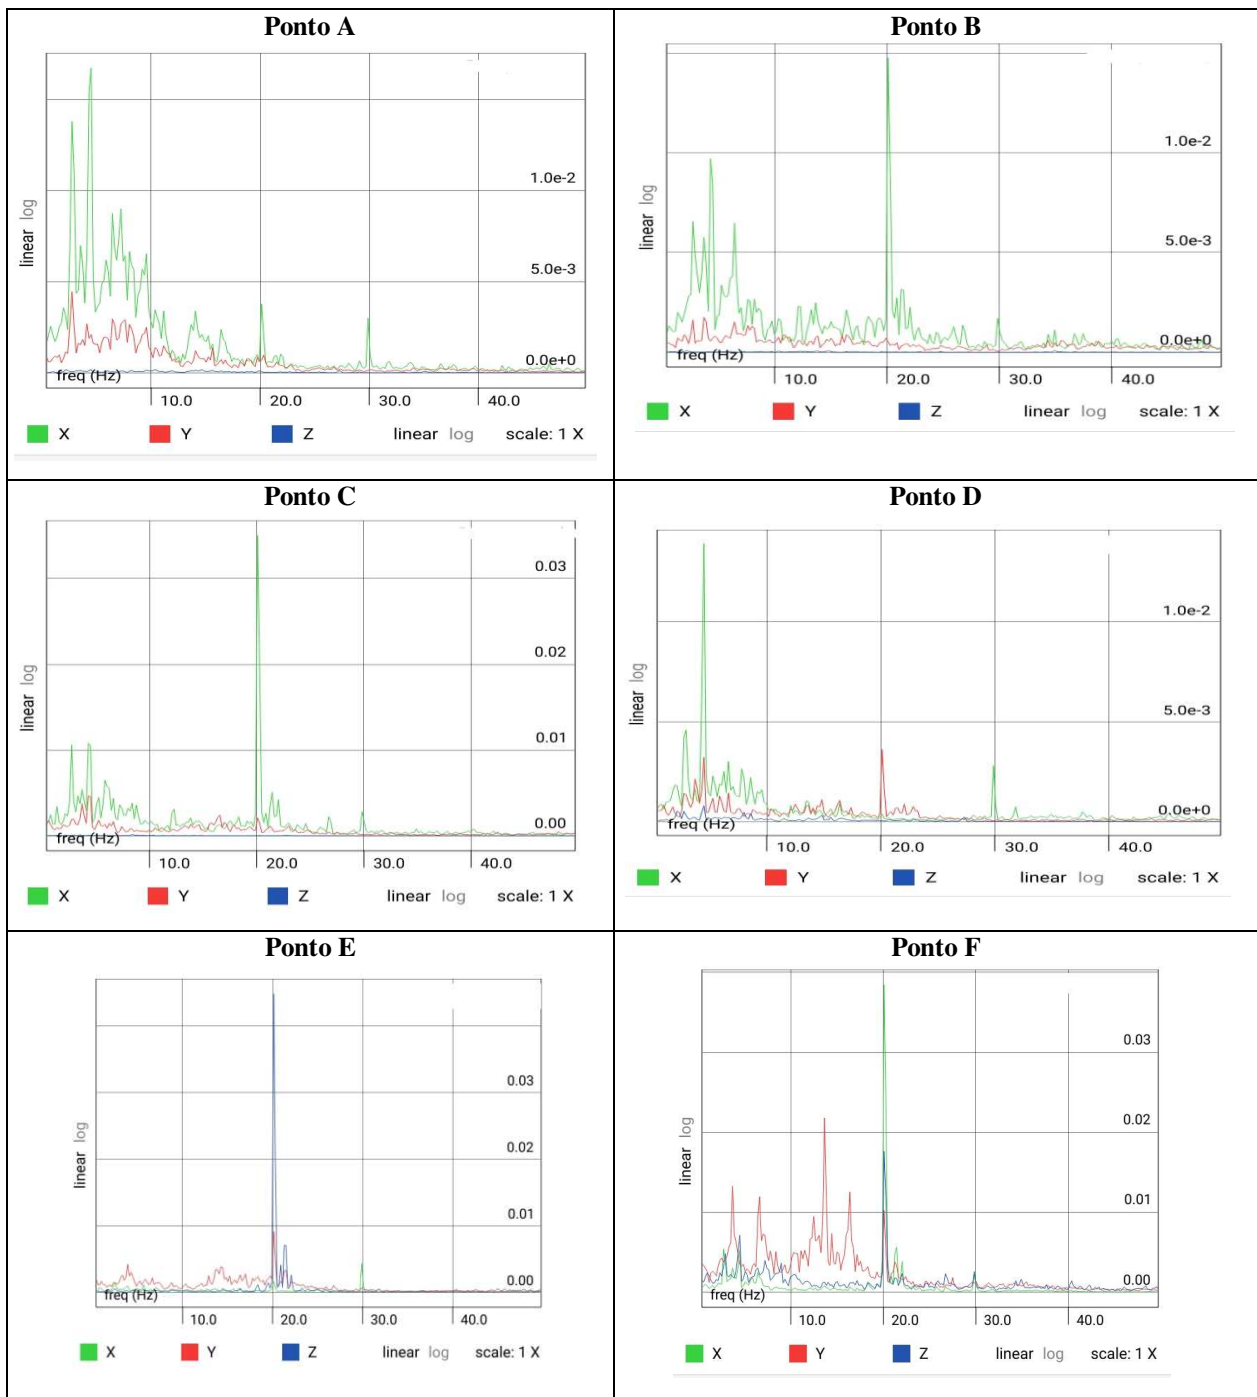 Ponto A
linear log
1.0e-2
5.0e-3
0.0e+0
freq (Hz)
10.0 20.0 30.0 40.0
X Y Z linear log scale: 1 X
Ponto B
linear log
1.0e-2
5.0e-3
0.0e+0
freq (Hz)
10.0 20.0 30.0 40.0
X Y Z linear log scale: 1 X
Ponto C
linear log
0.03
0.02
0.01
0.00
freq (Hz)
10.0 20.0 30.0 40.0
X Y Z linear log scale: 1 X
Ponto D
linear log
1.0e-2
5.0e-3
0.0e+0
freq (Hz)
10.0 20.0 30.0 40.0
X Y Z linear log scale: 1 X
Ponto E
linear log
0.03
0.02
0.01
0.00
freq (Hz)
10.0 20.0 30.0 40.0
X Y Z linear log scale: 1 X
Ponto F
linear log
0.03
0.02
0.01
0.00
freq (Hz)
10.0 20.0 30.0 40.0
X Y Z linear log scale: 1 X